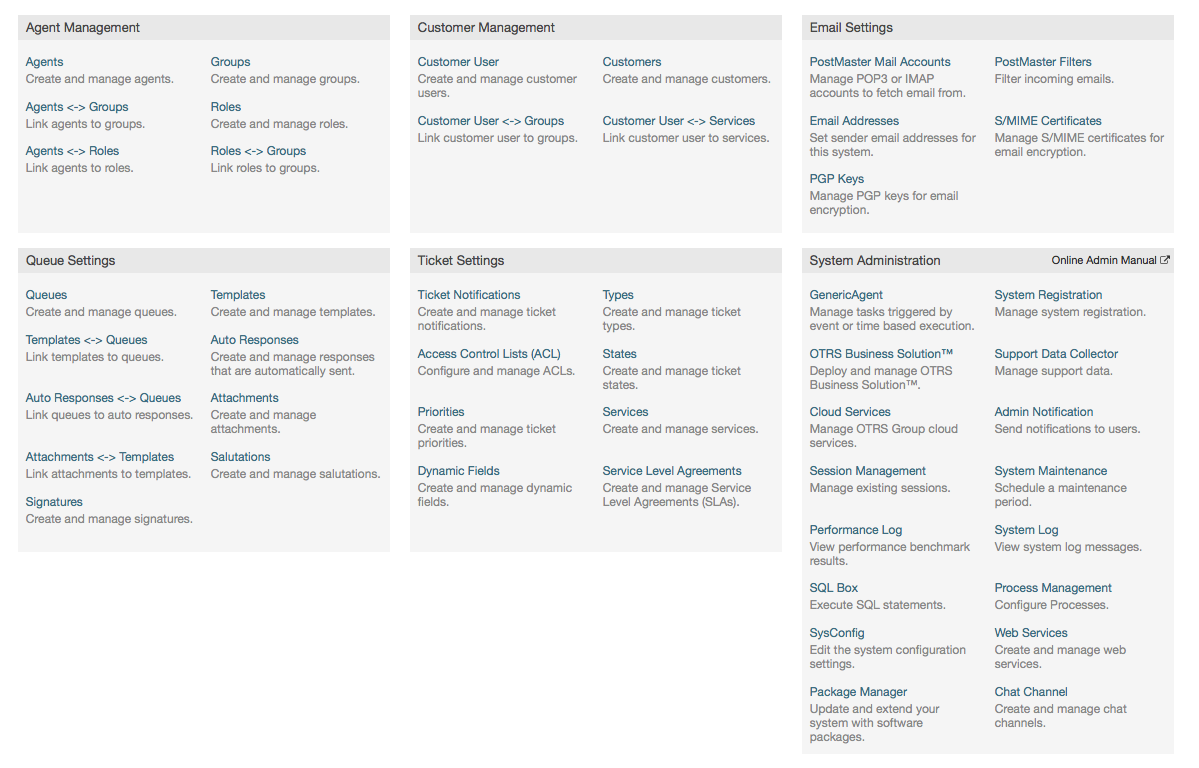 Agent Management
Agents
Create and manage agents.
Groups
Create and manage groups.
Agents <-> Groups
Link agents to groups.
Roles
Create and manage roles.
Agents <-> Roles
Link agents to roles.
Roles <-> Groups
Link roles to groups.
Customer Management
Customer User
Create and manage customer
users.
Customers
Create and manage customers.
Customer User <-> Groups
Link customer user to groups.
Customer User <-> Services
Link customer user to services.
Email Settings
PostMaster Mail Accounts
Manage POP3 or IMAP
accounts to fetch email from.
PostMaster Filters
Filter incoming emails.
Email Addresses
Set sender email addresses for
this system.
S/MIME Certificates
Manage S/MIME certificates for
email encryption.
PGP Keys
Manage PGP keys for email
encryption.
Queue Settings
Queues
Create and manage queues.
Templates
Create and manage templates.
Templates <-> Queues
Link templates to queues.
Auto Responses
Create and manage responses
that are automatically sent.
Auto Responses <-> Queues
Link queues to auto responses.
Attachments
Create and manage
attachments.
Attachments <-> Templates
Link attachments to templates.
Salutations
Create and manage salutations.
Signatures
Create and manage signatures.
Ticket Settings
Ticket Notifications
Create and manage ticket
notifications.
Types
Create and manage ticket
types.
Access Control Lists (ACL)
Configure and manage ACLs.
States
Create and manage ticket
states.
Priorities
Create and manage ticket
priorities.
Services
Create and manage services.
Dynamic Fields
Create and manage dynamic
fields.
Service Level Agreements
Create and manage Service
Level Agreements (SLAs).
System Administration
Online Admin Manual
GenericAgent
Manage tasks triggered by
event or time based execution.
System Registration
Manage system registration.
OTRS Business Solution™
Deploy and manage OTRS
Business Solution™.
Support Data Collector
Manage support data.
Cloud Services
Manage OTRS Group cloud
services.
Admin Notification
Send notifications to users.
Session Management
Manage existing sessions.
System Maintenance
Schedule a maintenance
period.
Performance Log
View performance benchmark
results.
System Log
View system log messages.
SQL Box
Execute SQL statements.
Process Management
Configure Processes.
SysConfig
Edit the system configuration
settings.
Web Services
Create and manage web
services.
Package Manager
Update and extend your
system with software
packages.
Chat Channel
Create and manage chat
channels.